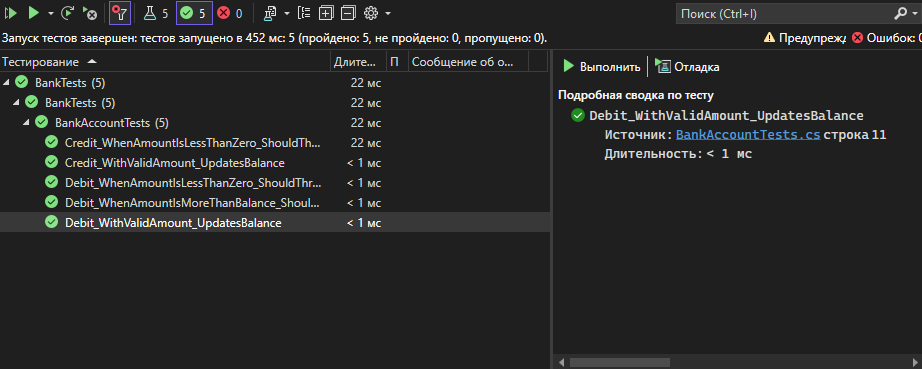 5 5 0 Поиск (Ctrl+I)
Запуск тестов завершен: тестов запущено в 452 мс: 5 (пройдено: 5, не пройдено: 0, пропущено: 0). Предупрежд Ошибок: 0
Тестирование Длите... П Сообщение об о...
BankTests (5) 22 мс
BankTests (5) 22 мс
BankAccountTests (5) 22 мс
Credit_WhenAmountIsLessThanZero_ShouldTh... 22 мс
Credit_WithValidAmount_UpdatesBalance < 1 мс
Debit_WhenAmountIsLessThanZero_ShouldThr... < 1 мс
Debit_WhenAmountIsMoreThanBalance_Shoul... < 1 мс
Debit_WithValidAmount_UpdatesBalance < 1 мс
Выполнить Отладка
Подробная сводка по тесту
Debit_WithValidAmount_UpdatesBalance
Источник: BankAccountTests.cs строка 11
Длительность: < 1 мс